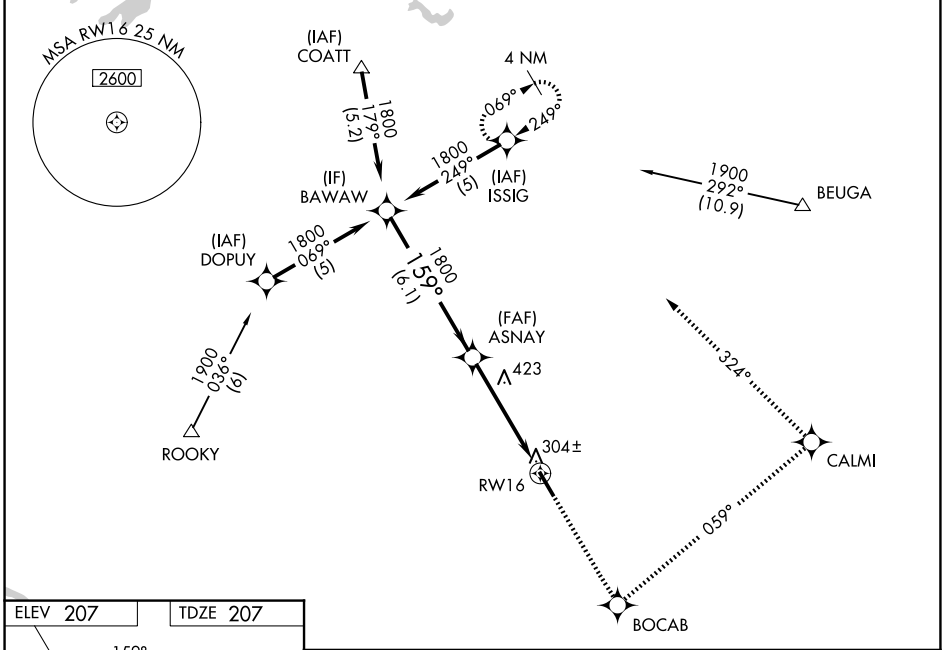 MSA RW16 25 NM
2600
(IAF)
COATT
1800
179°
(5.2)
4 NM
069°
249°
1800
249°
(5)
(IAF)
ISSIG
(IF)
BAWAW
1900
292°
(10.9)
BEUGA
(IAF)
DOPUY
1800
069°
(5)
1800
159°
(6.1)
(FAF)
ASNAY
423
1900
036°
(6)
ROOKY
304±
RW16
324°
CALMI
059°
BOCAB
ELEV 207
TDZE 207